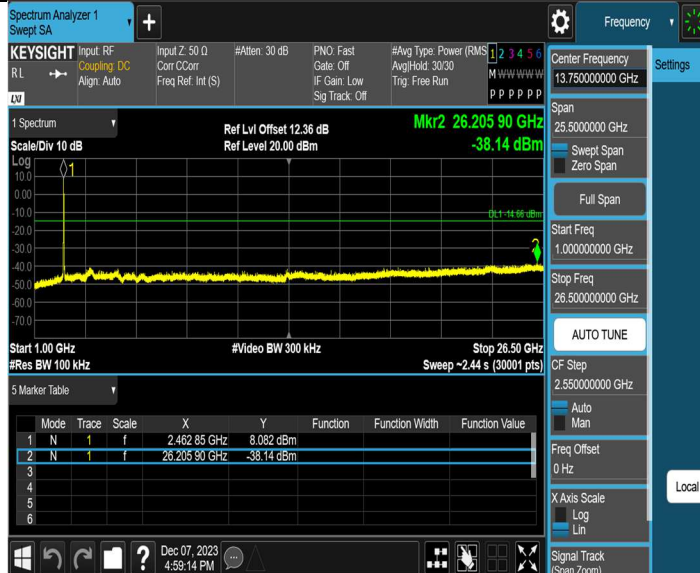 Spectrum Analyzer 1
Swept SA
+
Frequency
KEYSIGHT
RL
LXI
Input: RF
Coupling: DC
Align: Auto
Input Z: 50 Ω
Corr CCorr
Freq Ref: Int (S)
#Atten: 30 dB
PNO: Fast
Gate: Off
IF Gain: Low
Sig Track: Off
#Avg Type: Power (RMS
Avg|Hold: 30/30
Trig: Free Run
1 2 3 4 5 6
M W W W W W
P P P P P P
Center Frequency
13.750000000 GHz
Settings
Span
25.5000000 GHz
Swept Span
Zero Span
Full Span
Start Freq
1.000000000 GHz
Stop Freq
26.500000000 GHz
AUTO TUNE
CF Step
2.550000000 GHz
Auto
Man
Freq Offset
0 Hz
X Axis Scale
Log
Lin
Signal Track
(Span Zoom)
Local
1 Spectrum
Scale/Div 10 dB
Ref Lvl Offset 12.36 dB
Ref Level 20.00 dBm
Mkr2 26.205 90 GHz
-38.14 dBm
Log
10.0
0.00
-10.0
-20.0
-30.0
-40.0
-50.0
-60.0
-70.0
1
DL1 -14.66 dBm
2
Start 1.00 GHz
#Res BW 100 kHz
#Video BW 300 kHz
Stop 26.50 GHz
Sweep ~2.44 s (30001 pts)
5 Marker Table
Mode Trace Scale X Y Function Function Width Function Value
1 N 1 f 2.462 85 GHz 8.082 dBm
2 N 1 f 26.205 90 GHz -38.14 dBm
3
4
5
6
?
Dec 07, 2023
4:59:14 PM